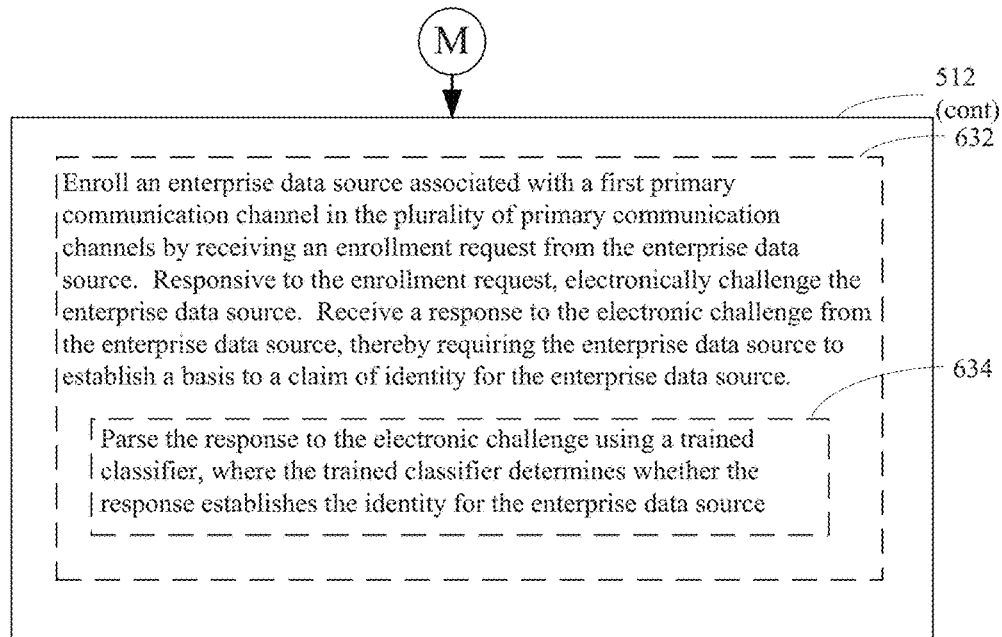 M
512
(cont)
632
Enroll an enterprise data source associated with a first primary
communication channel in the plurality of primary communication
channels by receiving an enrollment request from the enterprise data
source.  Responsive to the enrollment request, electronically challenge the
enterprise data source.  Receive a response to the electronic challenge from
the enterprise data source, thereby requiring the enterprise data source to
establish a basis to a claim of identity for the enterprise data source.
634
Parse the response to the electronic challenge using a trained
classifier, where the trained classifier determines whether the
response establishes the identity for the enterprise data source